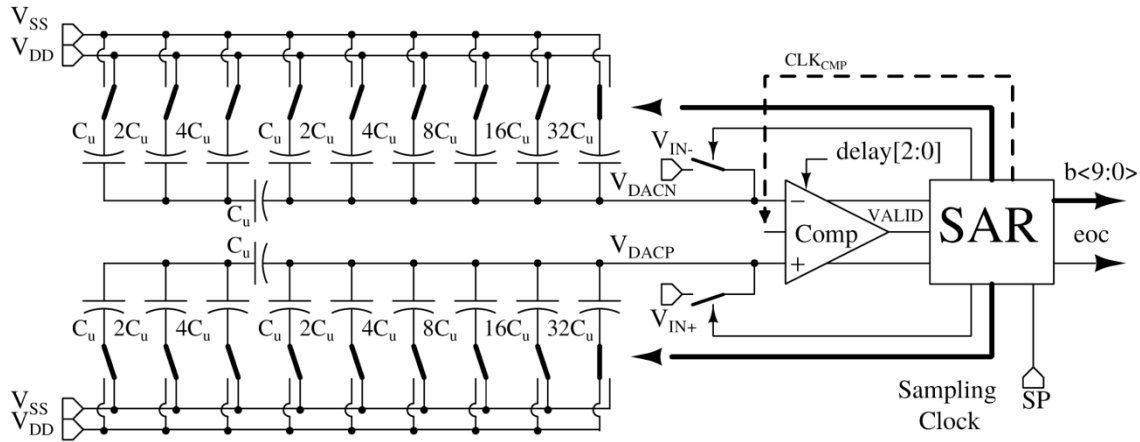 V_SS
V_DD
CLK_CMP
C_u 2C_u 4C_u C_u 2C_u 4C_u 8C_u 16C_u 32C_u
V_IN-
delay[2:0]
b<9:0>
V_DACN
C_u
−
VALID
SAR
Comp
eoc
C_u
V_DACP
+
C_u 2C_u 4C_u C_u 2C_u 4C_u 8C_u 16C_u 32C_u
V_IN+
V_SS
V_DD
Sampling
Clock
SP